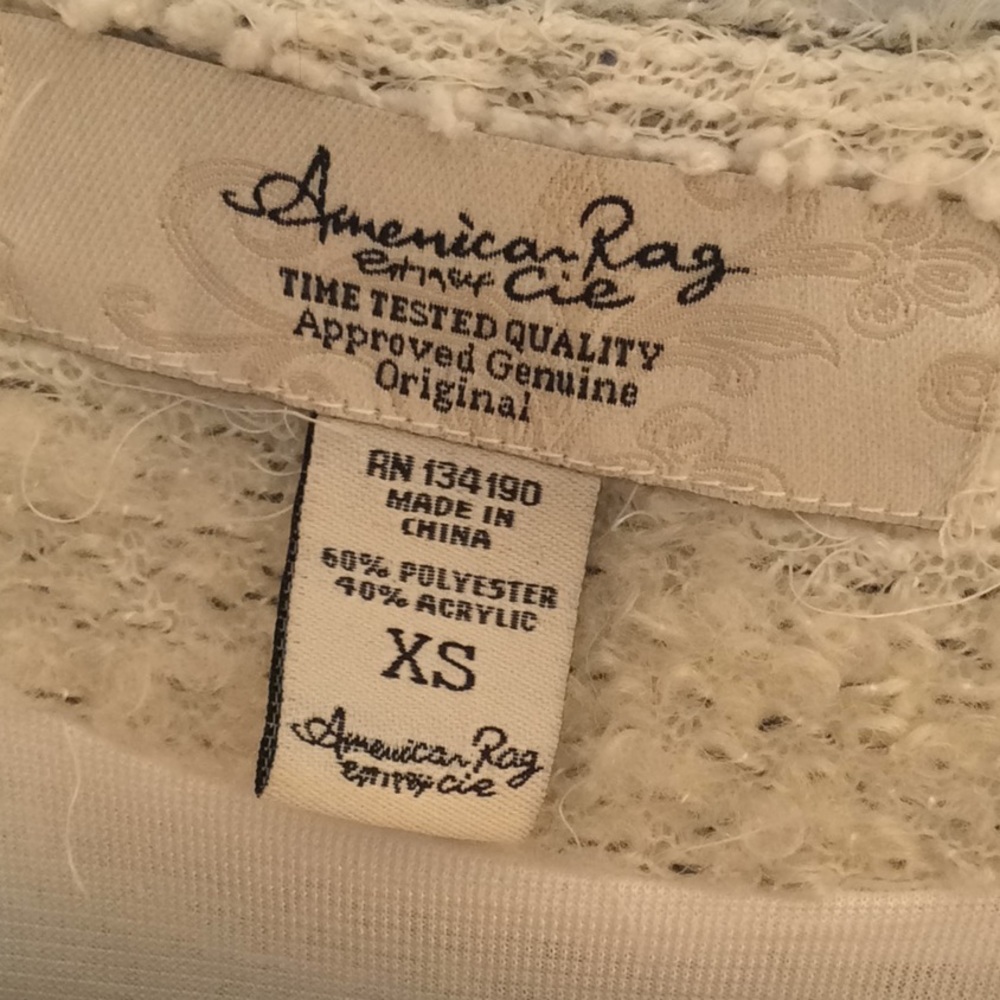 American Rag
Cie
TIME TESTED QUALITY
Approved Genuine
Original
RN 134190
MADE IN
CHINA
60% POLYESTER
40% ACRYLIC
XS
American Rag
Cie